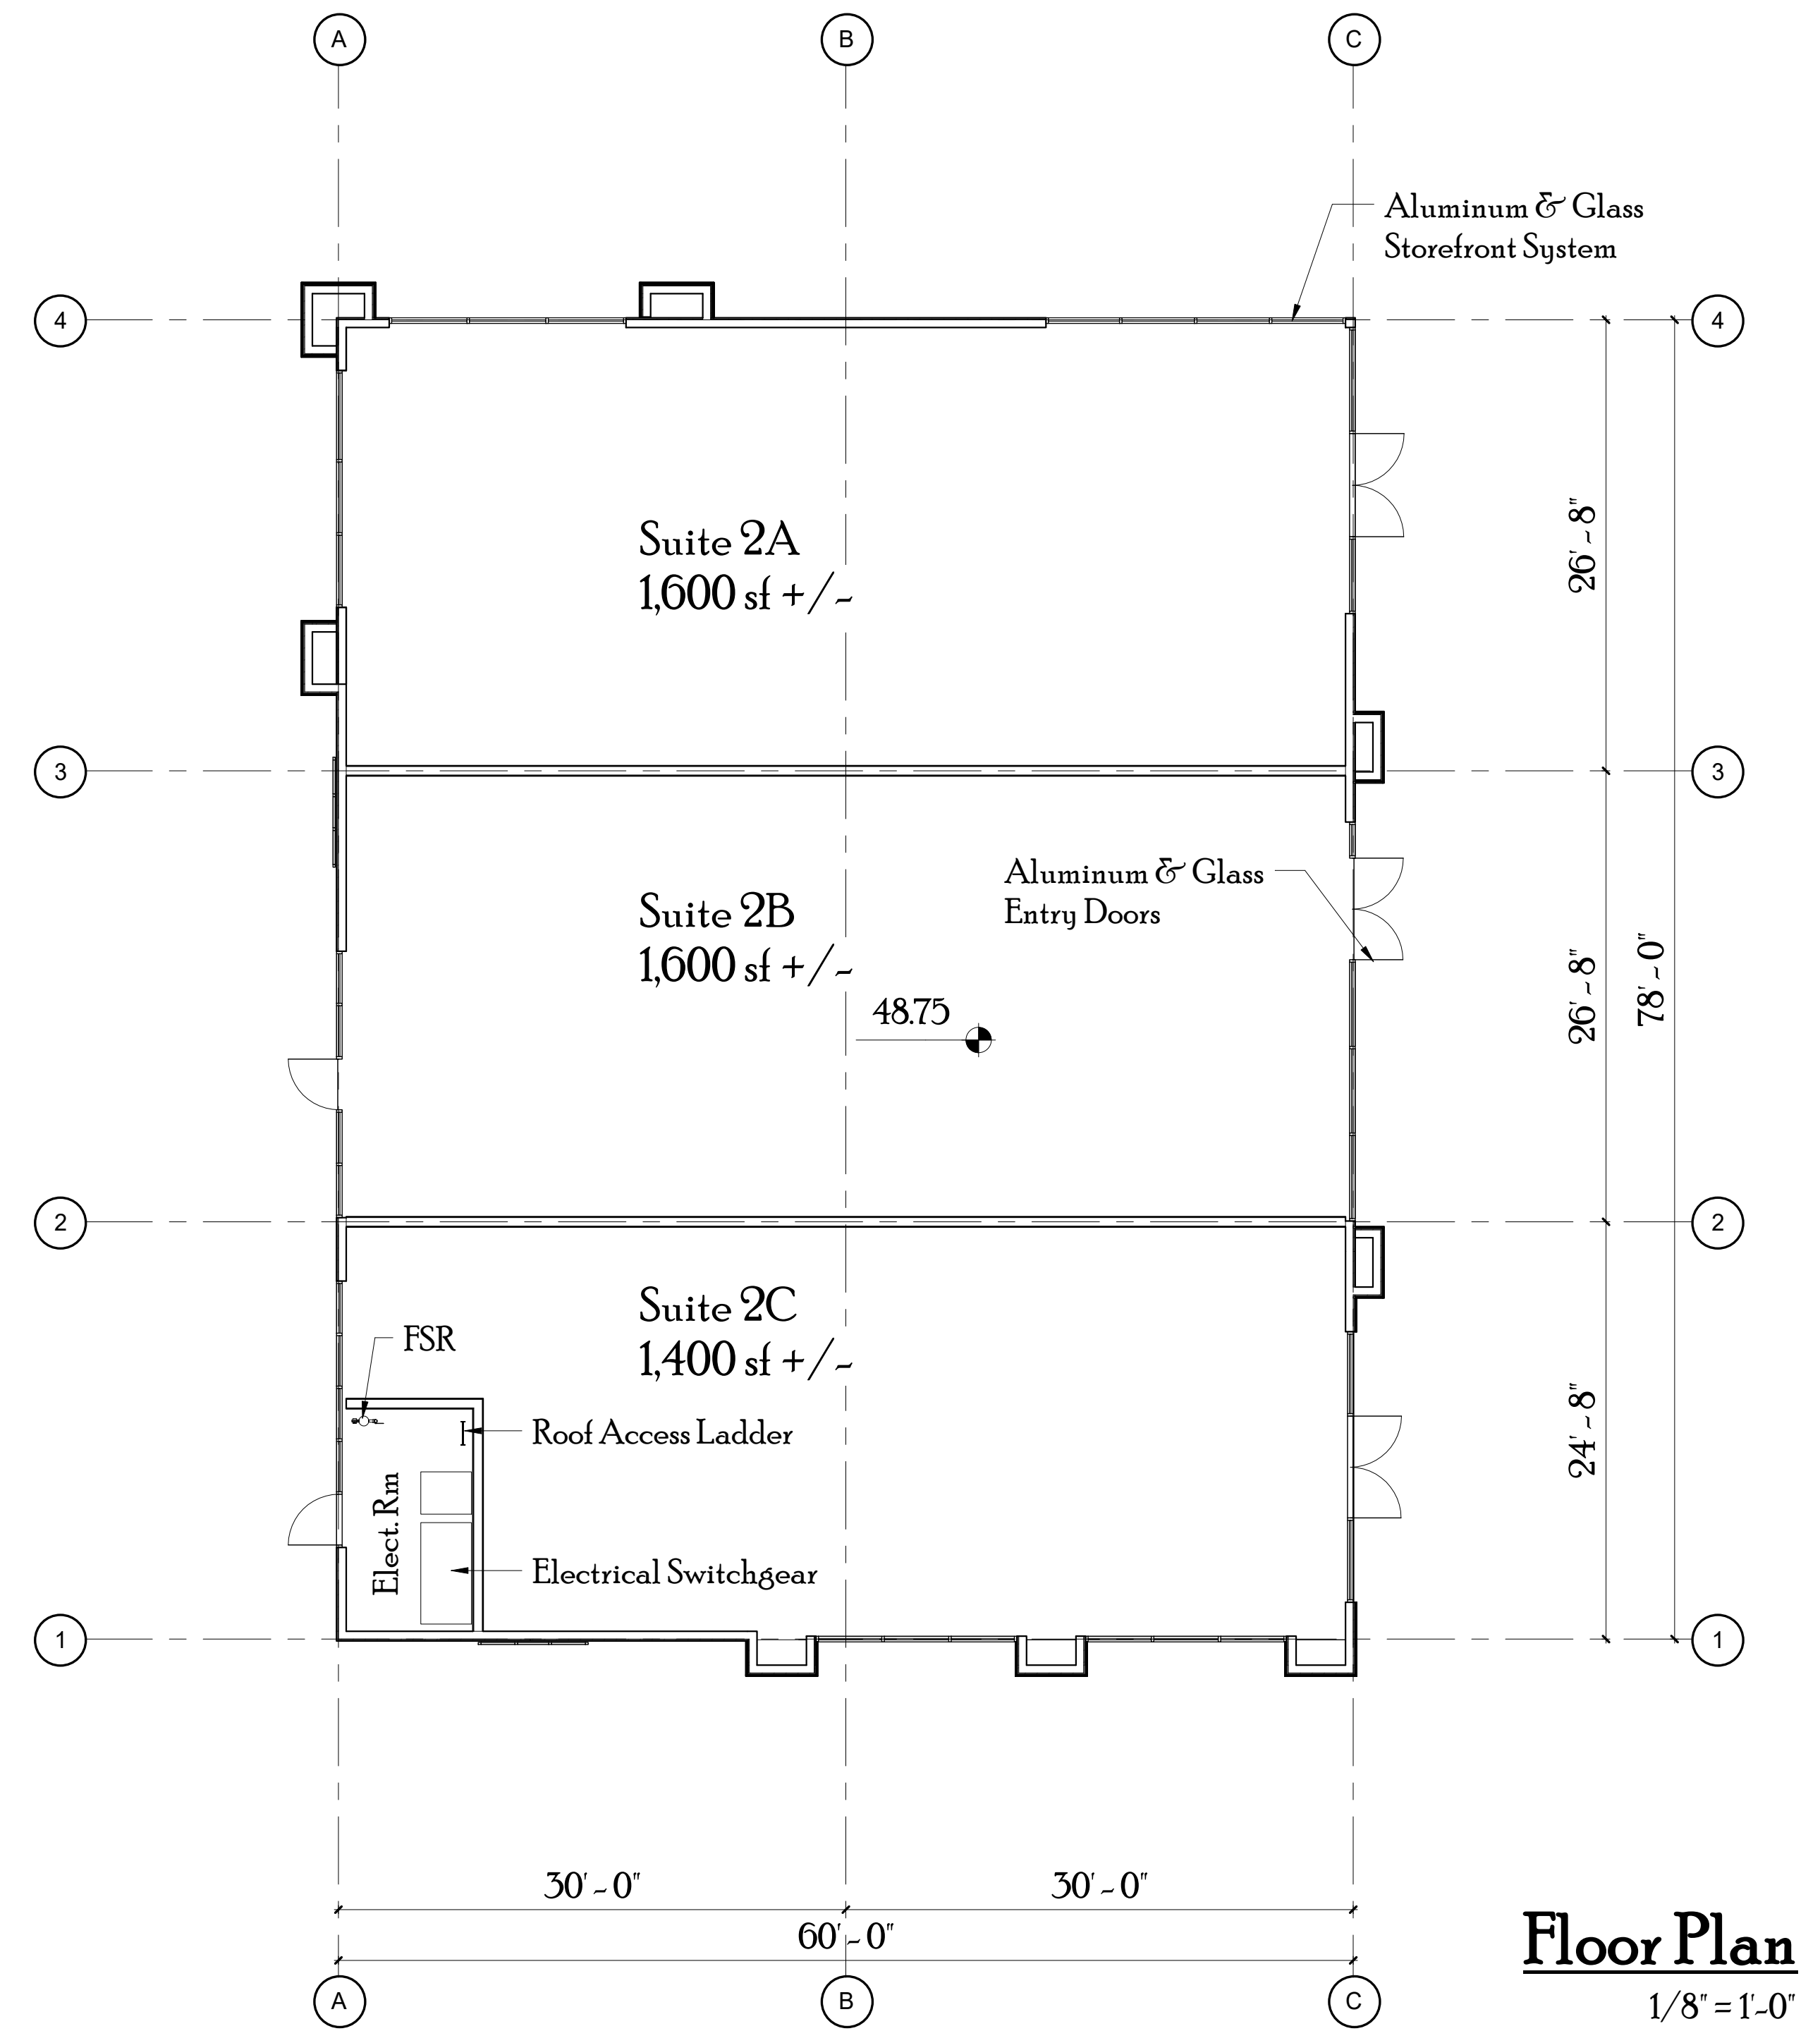 A
B
C
Aluminum & Glass
Storefront System
4
4
26'~8"
Suite 2A
1,600 sf +/~
3
3
Aluminum & Glass
Entry Doors
Suite 2B
1,600 sf +/~
48.75
26'~8"
78'~0"
2
2
Suite 2C
1,400 sf +/~
FSR
24'~8"
Roof Access Ladder
Elect. Rm
Electrical Switchgear
1
1
30'~0"
30'~0"
60'~0"
Floor Plan
A
B
C
1/8" = 1'~0"